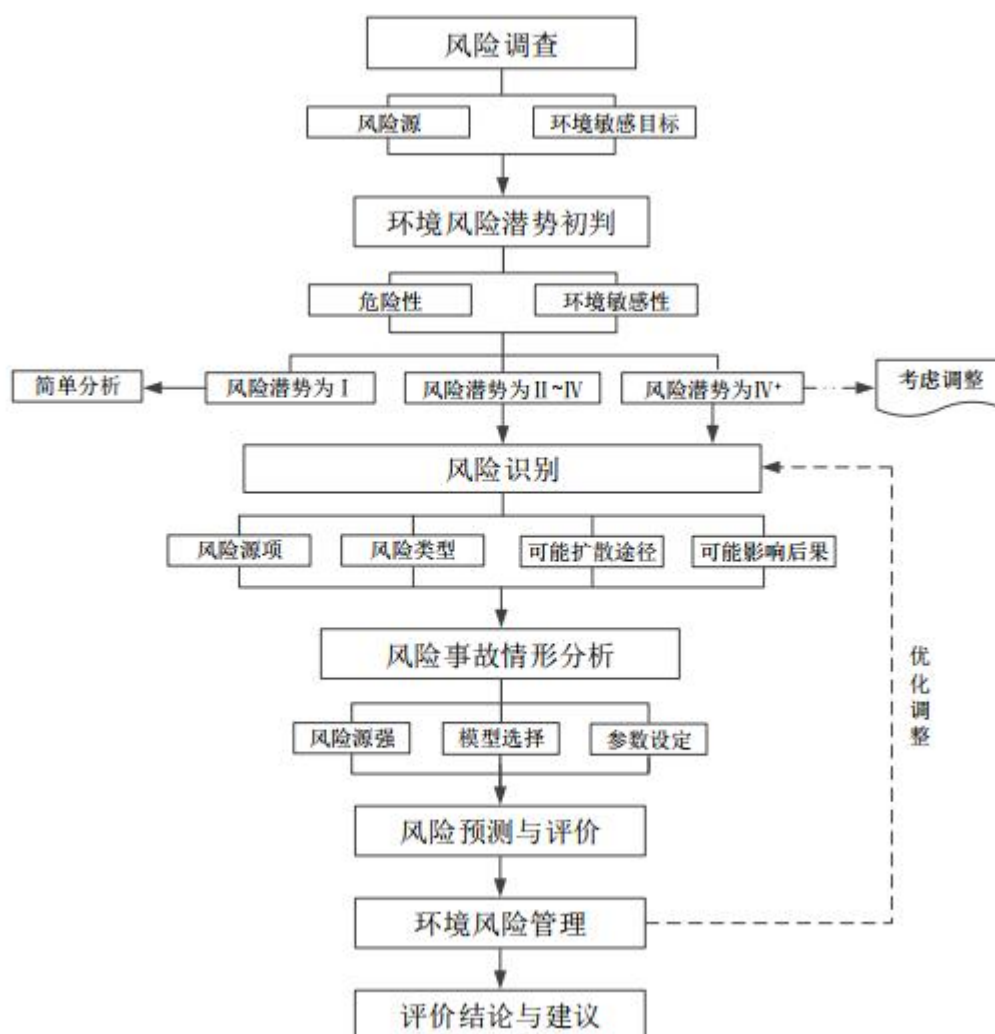 风险调查
风险源
环境敏感目标
环境风险潜势初判
危险性
环境敏感性
简单分析
风险潜势为Ⅰ
风险潜势为Ⅱ~Ⅳ
风险潜势为Ⅳ⁺
考虑调整
风险识别
风险源项
风险类型
可能扩散途径
可能影响后果
风险事故情形分析
优化调整
风险源强
模型选择
参数设定
风险预测与评价
环境风险管理
评价结论与建议